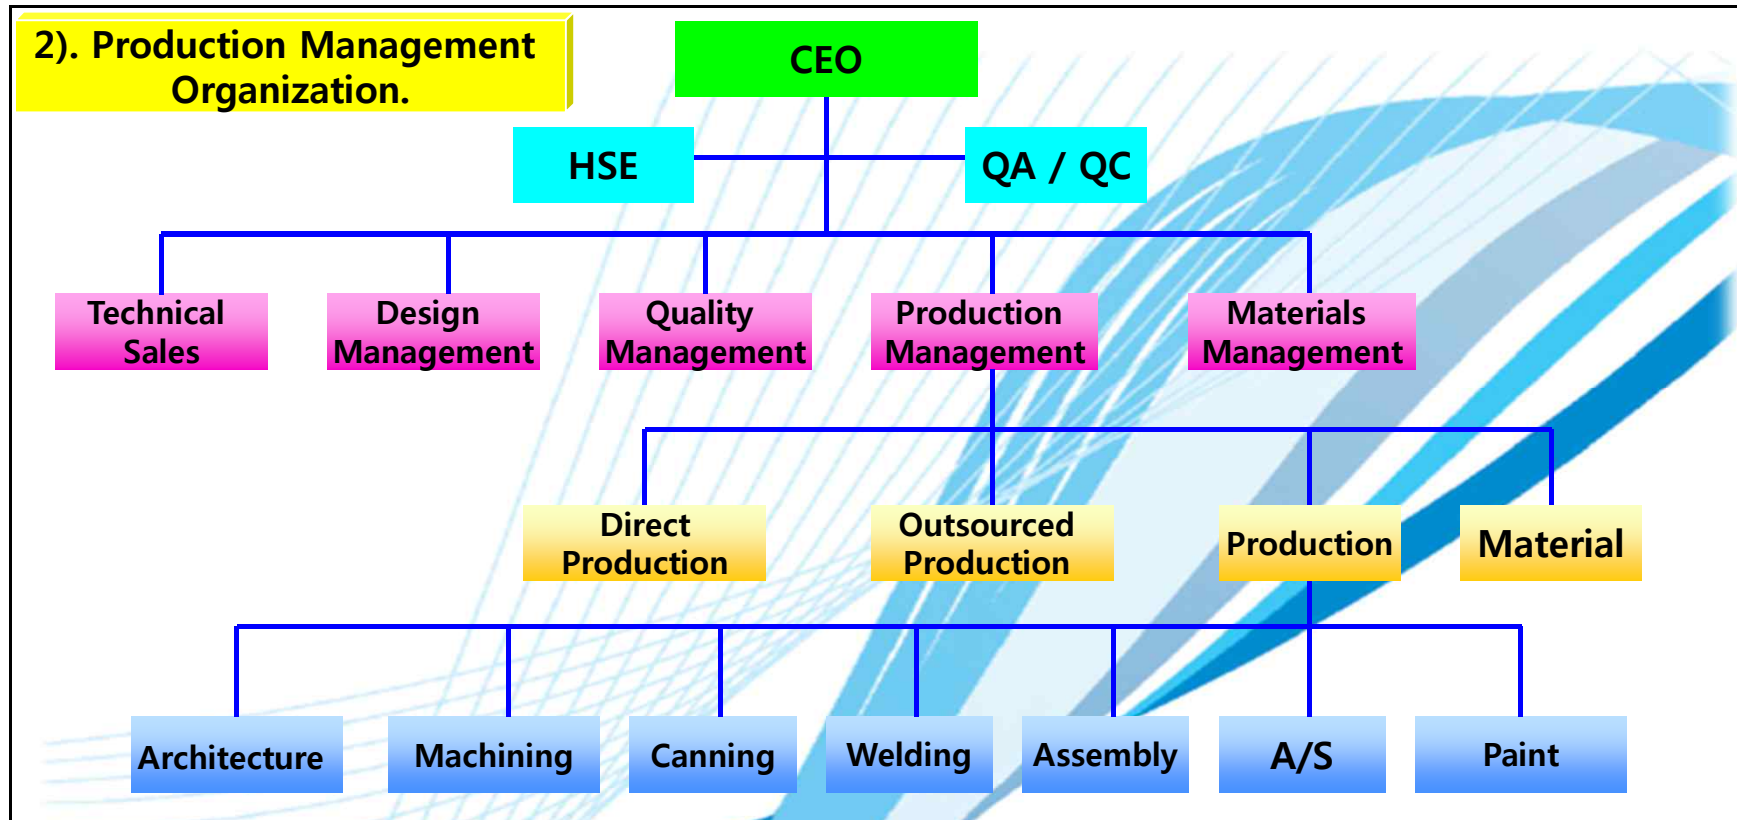 2). Production Management
Organization.
CEO
HSE
QA / QC
Technical
Sales
Design
Management
Quality
Management
Production
Management
Materials
Management
Direct
Production
Outsourced
Production
Production
Material
Architecture
Machining
Canning
Welding
Assembly
A/S
Paint